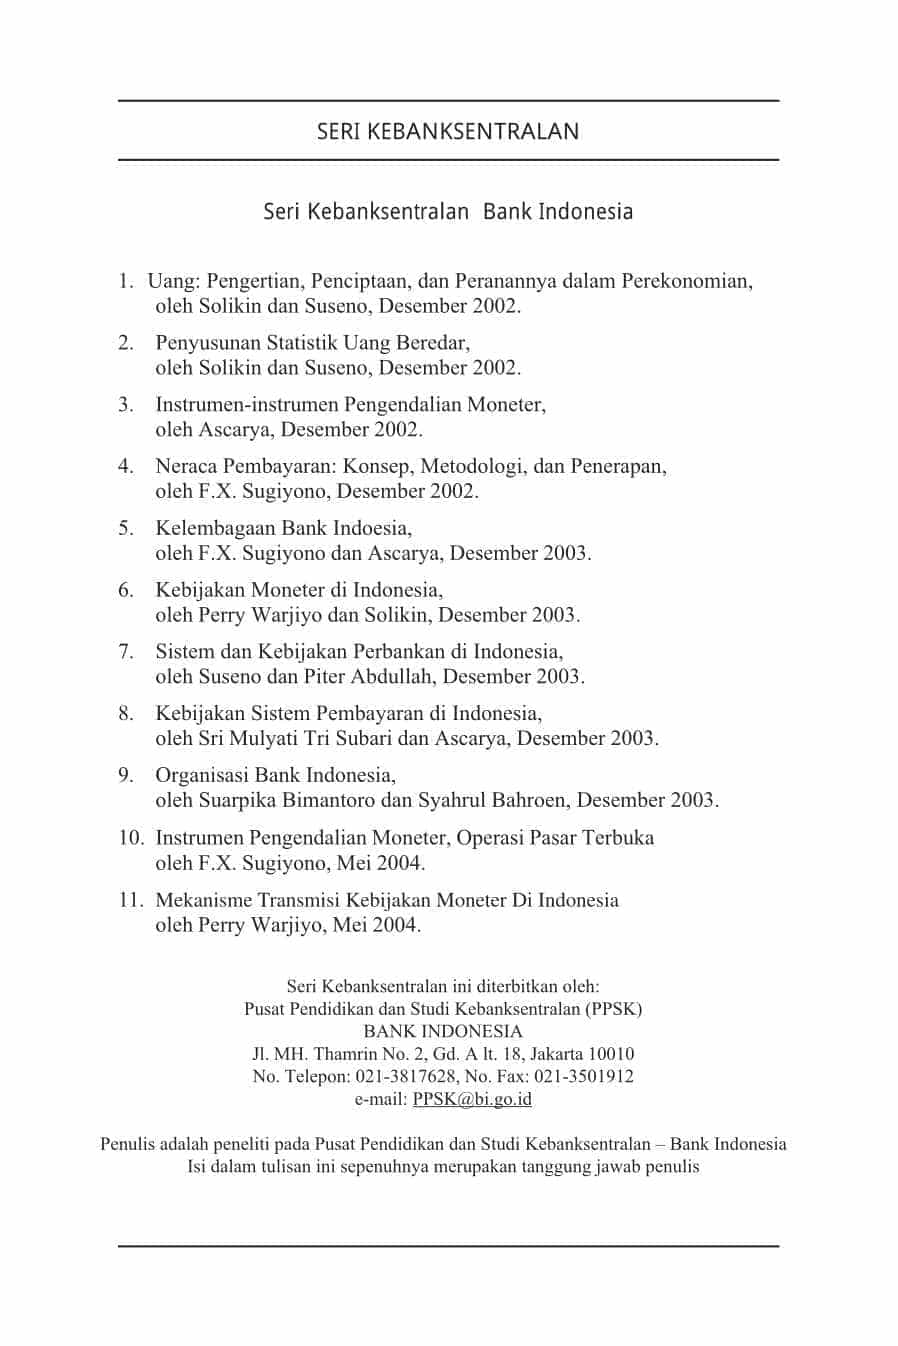 SERI KEBANKSENTRALAN
Seri Kebanksentralan Bank Indonesia
1. Uang: Pengertian, Penciptaan, dan Peranannya dalam Perekonomian,
oleh Solikin dan Suseno, Desember 2002.
2. Penyusunan Statistik Uang Beredar,
oleh Solikin dan Suseno, Desember 2002.
3. Instrumen-instrumen Pengendalian Moneter,
oleh Ascarya, Desember 2002.
4. Neraca Pembayaran: Konsep, Metodologi, dan Penerapan,
oleh F.X. Sugiyono, Desember 2002.
5. Kelembagaan Bank Indoesia,
oleh F.X. Sugiyono dan Ascarya, Desember 2003.
6. Kebijakan Moneter di Indonesia,
oleh Perry Warjiyo dan Solikin, Desember 2003.
7. Sistem dan Kebijakan Perbankan di Indonesia,
oleh Suseno dan Piter Abdullah, Desember 2003.
8. Kebijakan Sistem Pembayaran di Indonesia,
oleh Sri Mulyati Tri Subari dan Ascarya, Desember 2003.
9. Organisasi Bank Indonesia,
oleh Suarpika Bimantoro dan Syahrul Bahroen, Desember 2003.
10. Instrumen Pengendalian Moneter, Operasi Pasar Terbuka
oleh F.X. Sugiyono, Mei 2004.
11. Mekanisme Transmisi Kebijakan Moneter Di Indonesia
oleh Perry Warjiyo, Mei 2004.
Seri Kebanksentralan ini diterbitkan oleh:
Pusat Pendidikan dan Studi Kebanksentralan (PPSK)
BANK INDONESIA
Jl. MH. Thamrin No. 2, Gd. A lt. 18, Jakarta 10010
No. Telepon: 021-3817628, No. Fax: 021-3501912
e-mail: PPSK@bi.go.id
Penulis adalah peneliti pada Pusat Pendidikan dan Studi Kebanksentralan – Bank Indonesia
Isi dalam tulisan ini sepenuhnya merupakan tanggung jawab penulis